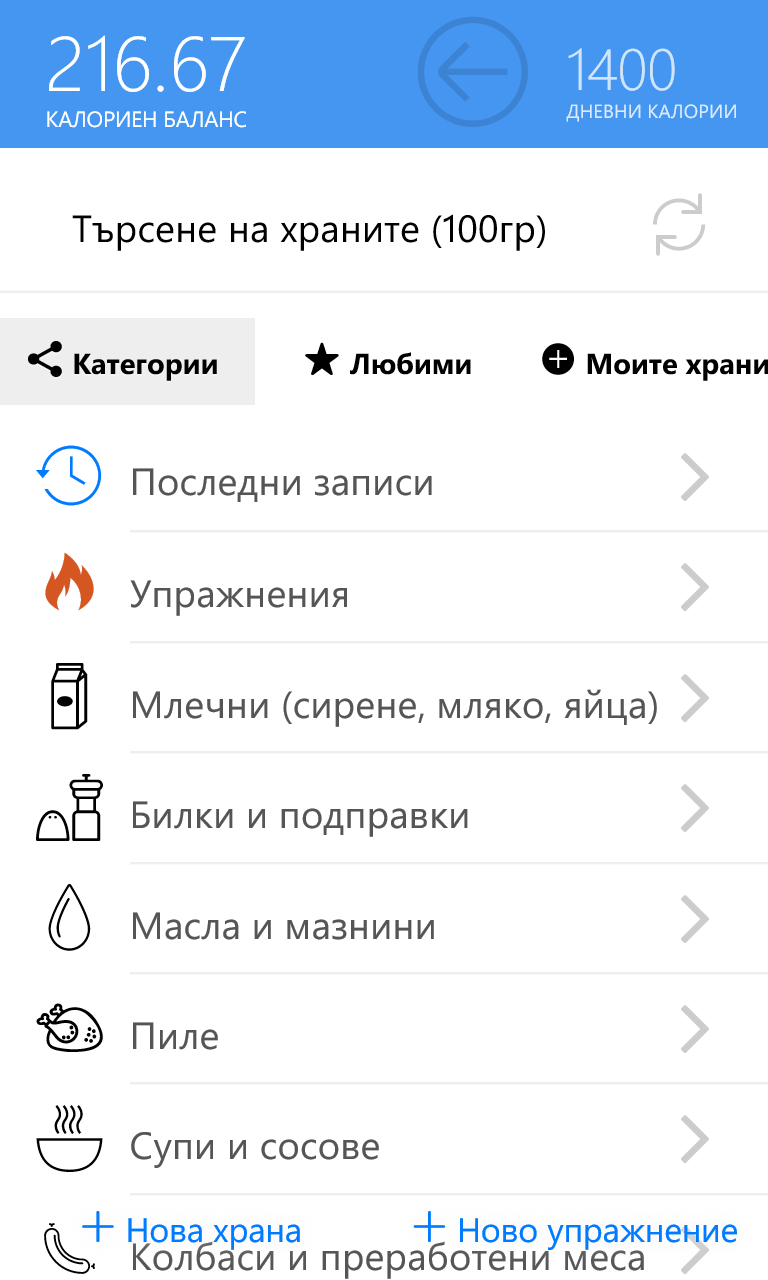 216.67
1400
КАЛОРИЕН БАЛАНС
ДНЕВНИ КАЛОРИИ
Търсене на храните (100гр)
Категории
Любими
Моите храни
Последни записи
Упражнения
Млечни (сирене, мляко, яйца)
Билки и подправки
Масла и мазнини
Пиле
Супи и сосове
Нова храна
Ново упражнение
Колбаси и преработени меса